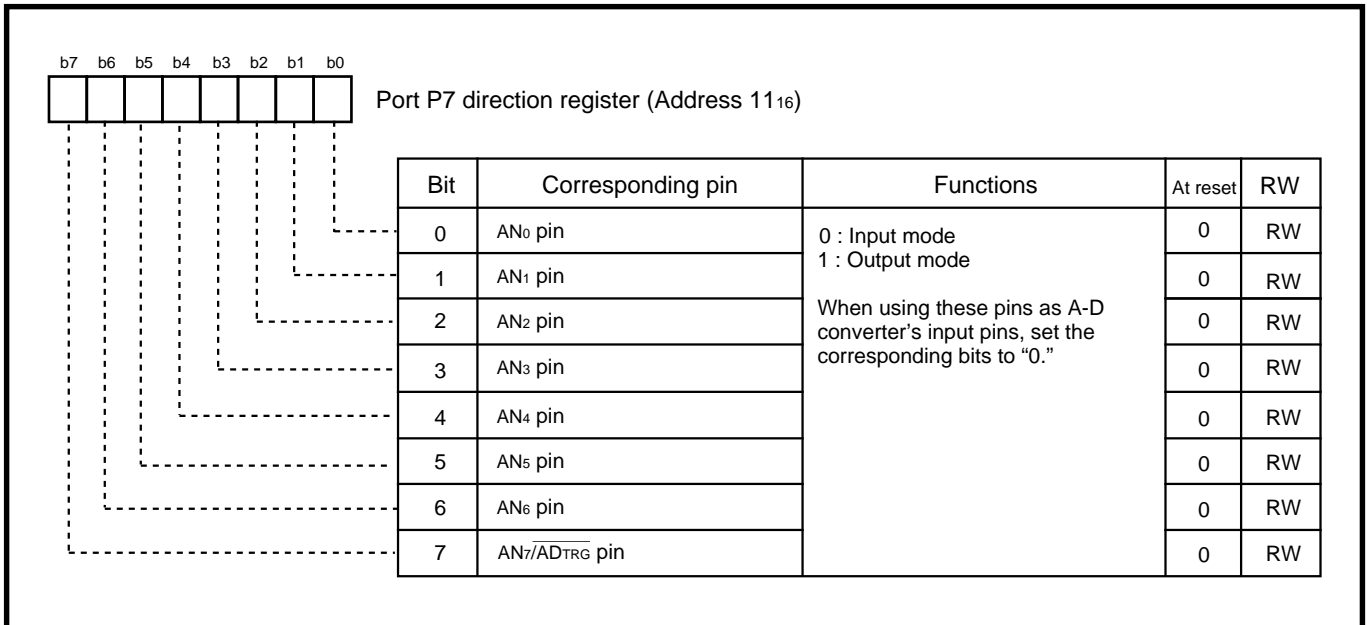 b7 b6 b5 b4 b3 b2 b1 b0
Port P7 direction register (Address 11₁₆)
Bit Corresponding pin Functions At reset RW
0 AN₀ pin 0 : Input mode 0 RW
1 : Output mode
1 AN₁ pin 0 RW
When using these pins as A-D
2 AN₂ pin converter’s input pins, set the 0 RW
corresponding bits to “0.”
3 AN₃ pin 0 RW
4 AN₄ pin 0 RW
5 AN₅ pin 0 RW
6 AN₆ pin 0 RW
7 AN₇/A̅D̅T̅R̅G̅ pin 0 RW